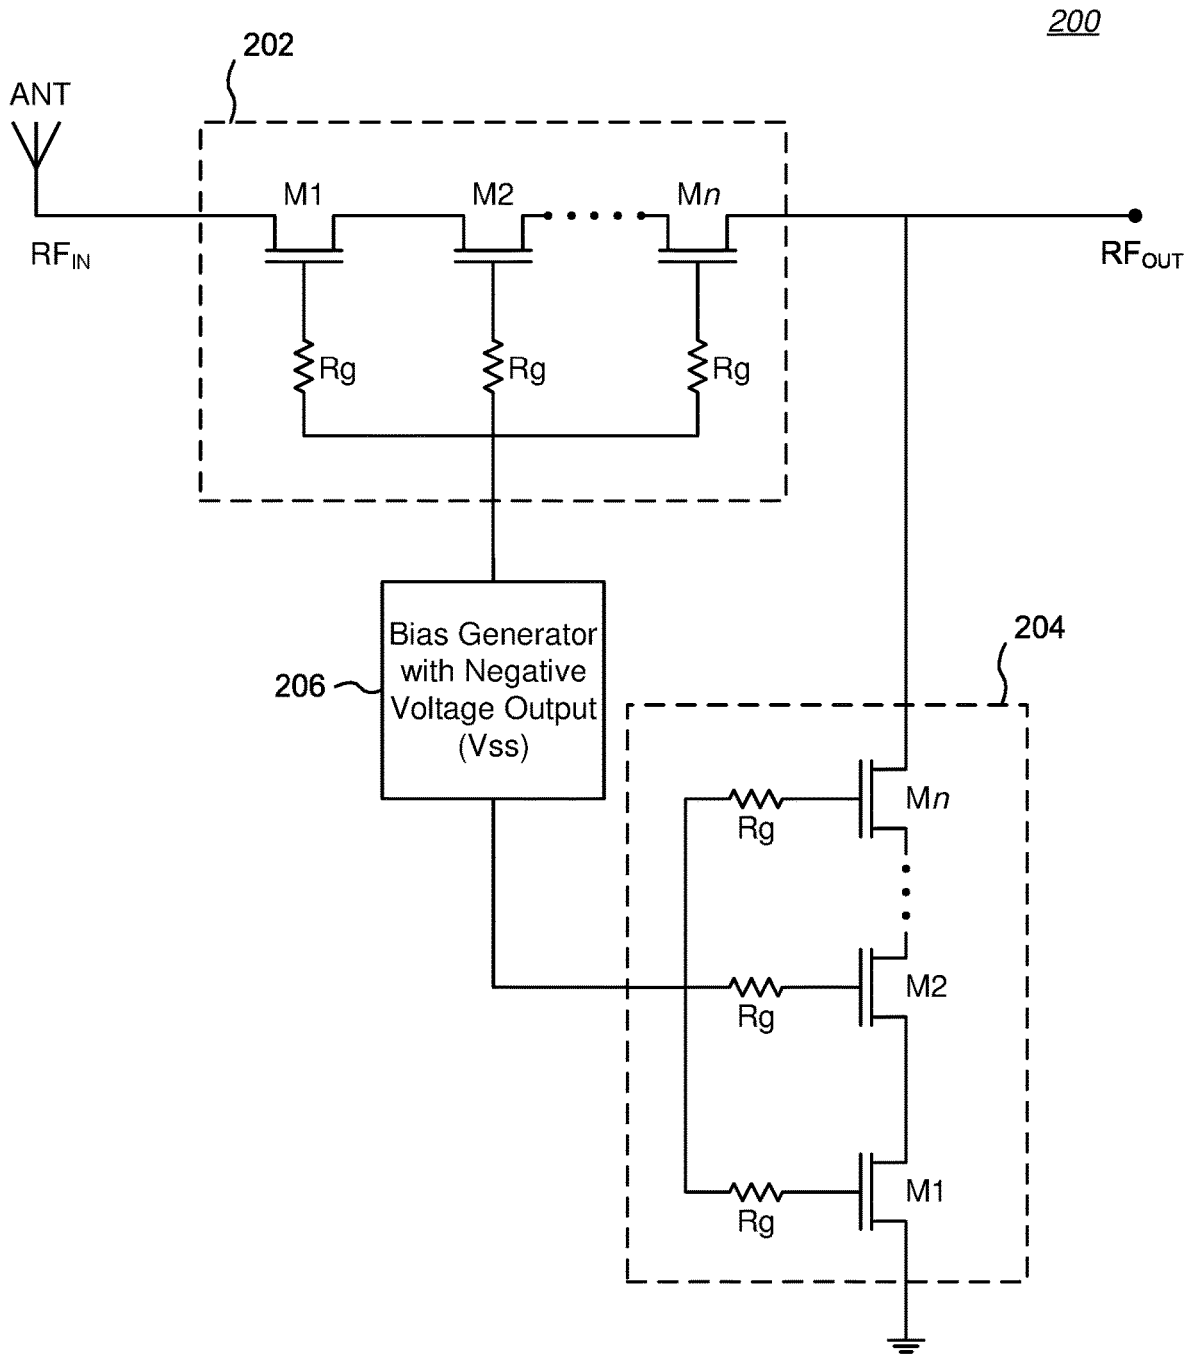 200
202
ANT
M1
M2
Mn
RFIN
RFOUT
Rg
Rg
Rg
Bias Generator
with Negative
Voltage Output
(Vss)
206
204
Mn
Rg
M2
Rg
M1
Rg